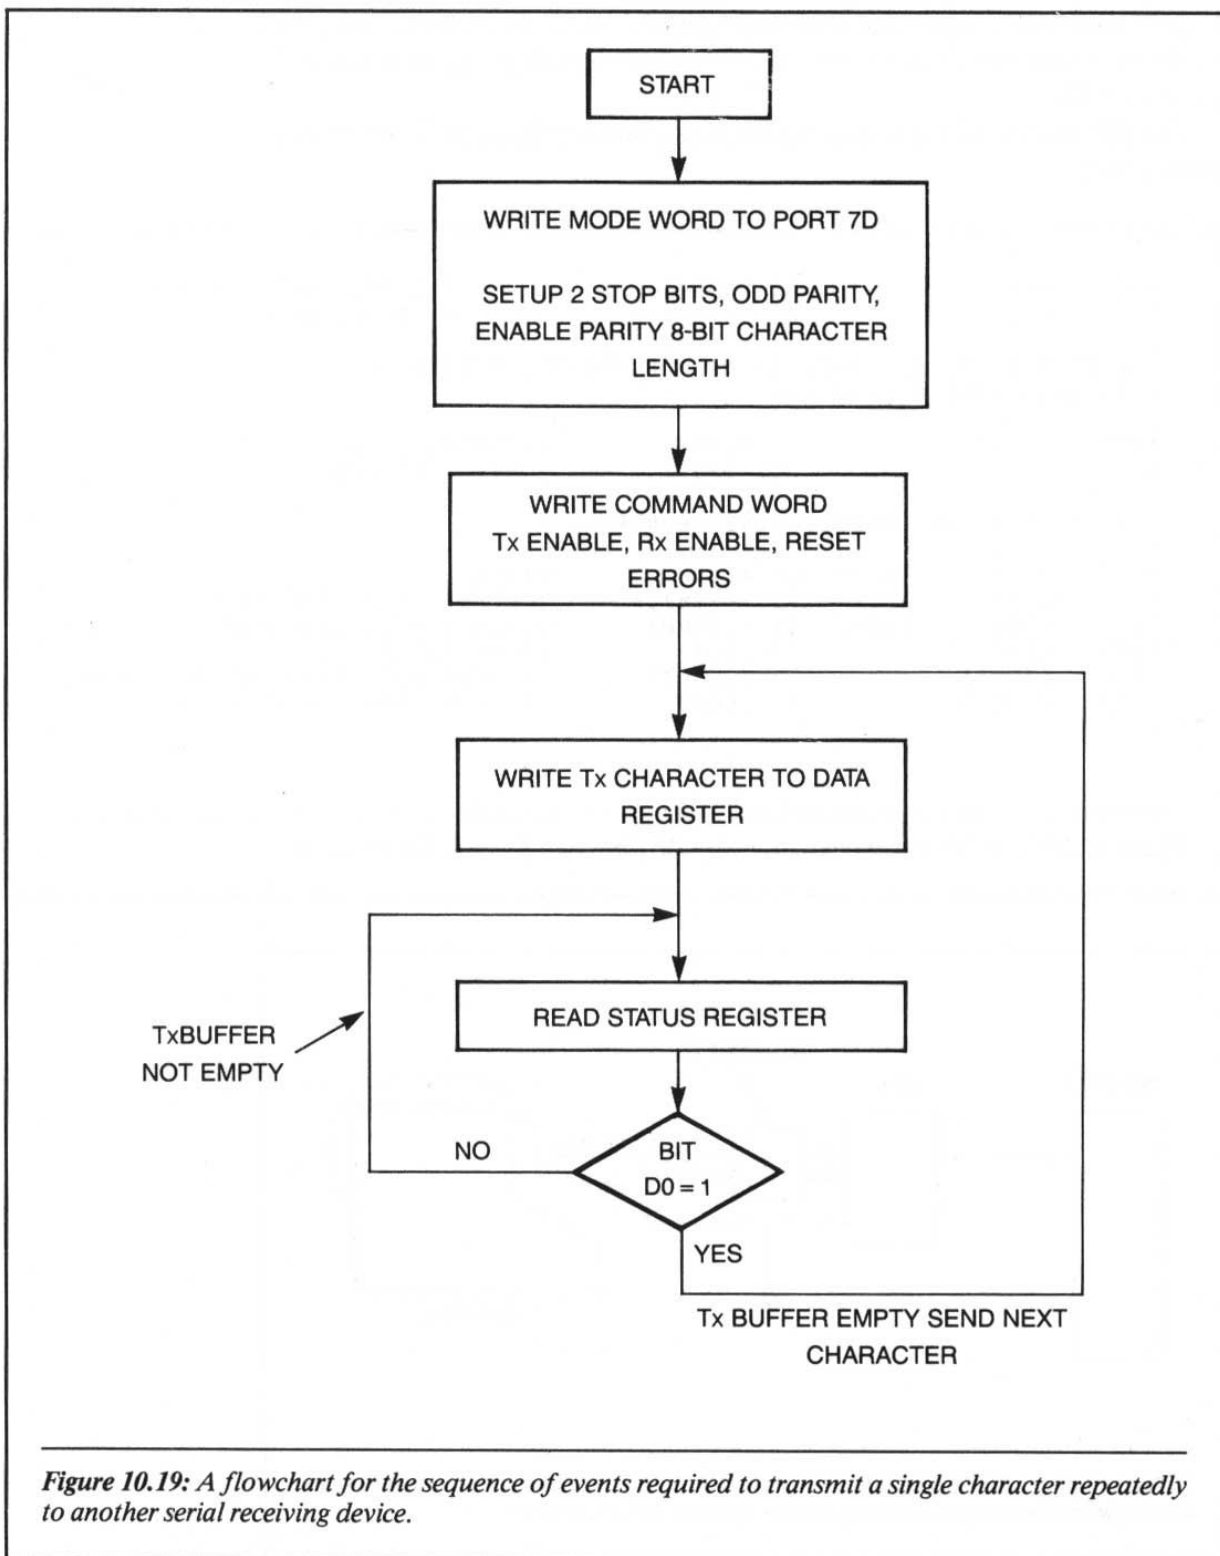 START
WRITE MODE WORD TO PORT 7D
SETUP 2 STOP BITS, ODD PARITY,
ENABLE PARITY 8-BIT CHARACTER
LENGTH
WRITE COMMAND WORD
Tx ENABLE, Rx ENABLE, RESET
ERRORS
WRITE Tx CHARACTER TO DATA
REGISTER
READ STATUS REGISTER
TxBUFFER
NOT EMPTY
NO
BIT
D0 = 1
YES
Tx BUFFER EMPTY SEND NEXT
CHARACTER
Figure 10.19: A flowchart for the sequence of events required to transmit a single character repeatedly
to another serial receiving device.